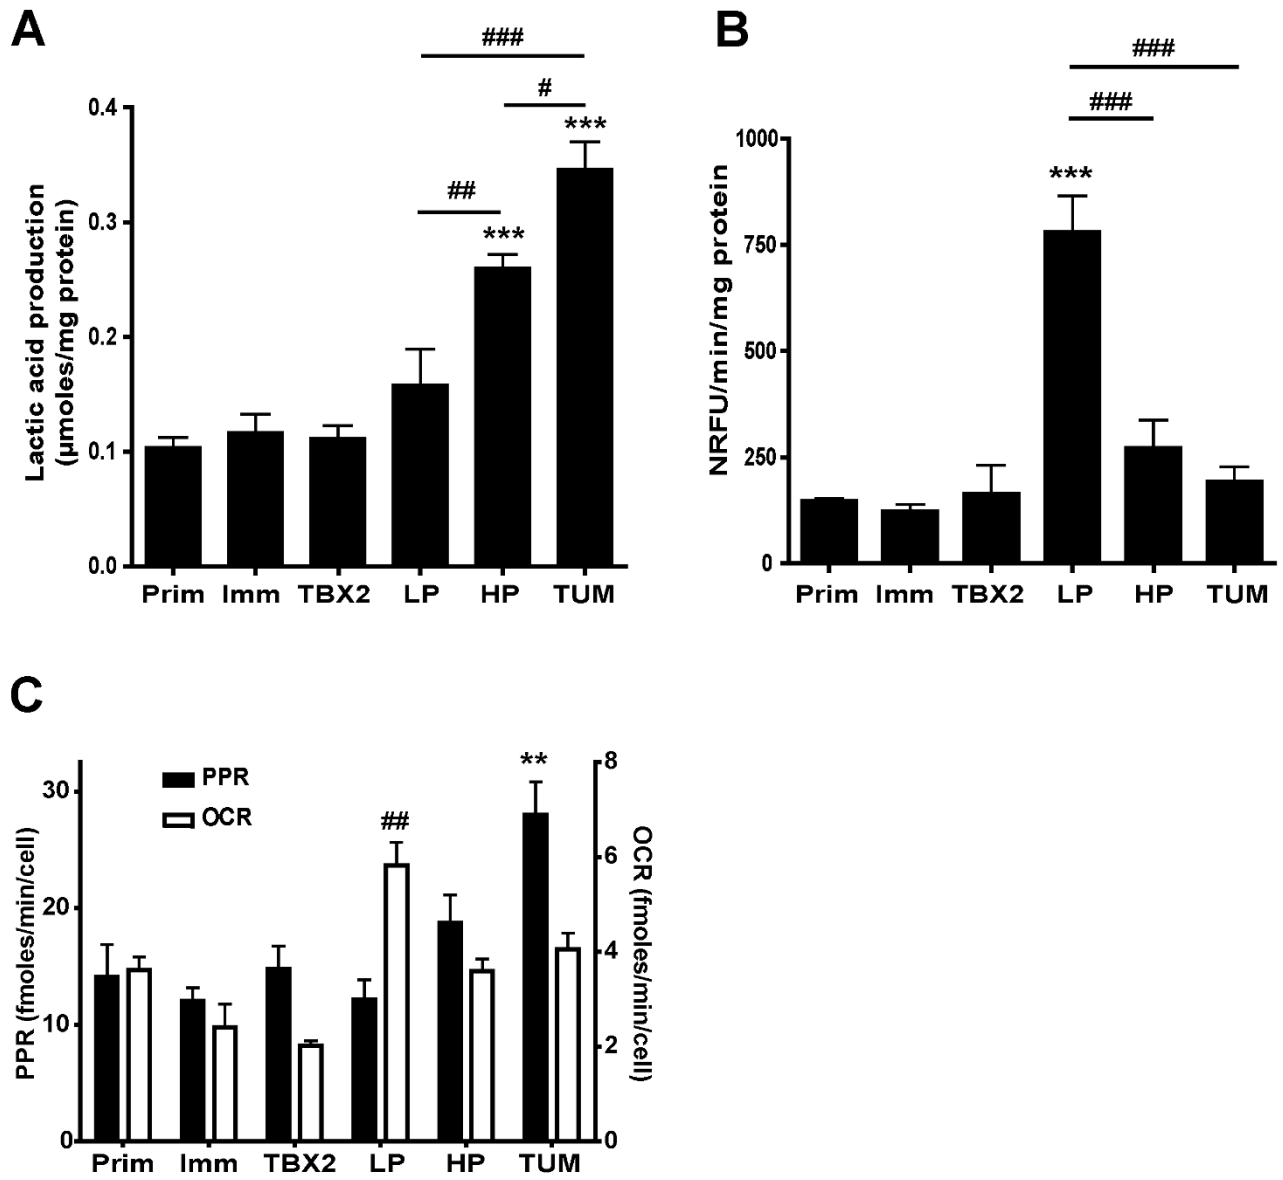 A
###
#
***
##
***
0.4
0.3
0.2
0.1
0.0
Lactic acid production
(µmoles/mg protein)
Prim Imm TBX2 LP HP TUM
B
###
###
***
1000
750
500
250
0
NRFU/min/mg protein
Prim Imm TBX2 LP HP TUM
C
PPR
OCR
**
##
30
20
10
0
PPR (fmoles/min/cell)
8
6
4
2
0
OCR (fmoles/min/cell)
Prim Imm TBX2 LP HP TUM